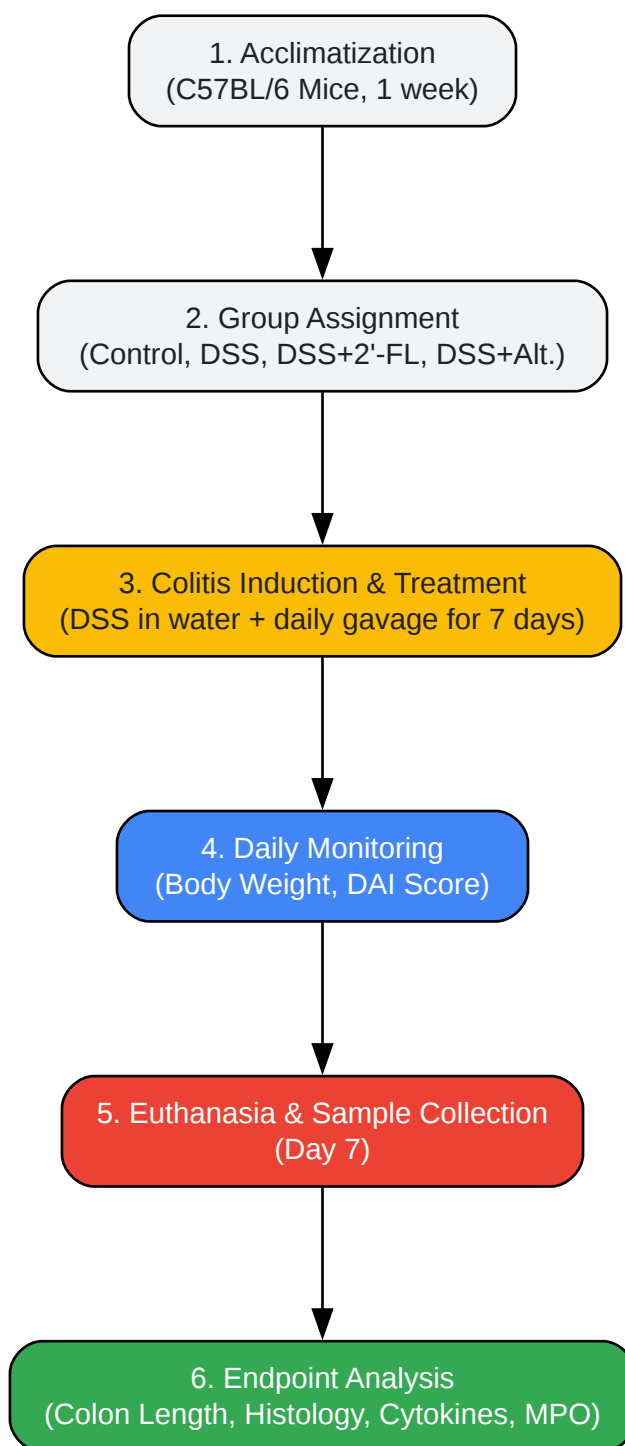 1. Acclimatization
(C57BL/6 Mice, 1 week)
2. Group Assignment
(Control, DSS, DSS+2'-FL, DSS+Alt.)
3. Colitis Induction & Treatment
(DSS in water + daily gavage for 7 days)
4. Daily Monitoring
(Body Weight, DAI Score)
5. Euthanasia & Sample Collection
(Day 7)
6. Endpoint Analysis
(Colon Length, Histology, Cytokines, MPO)